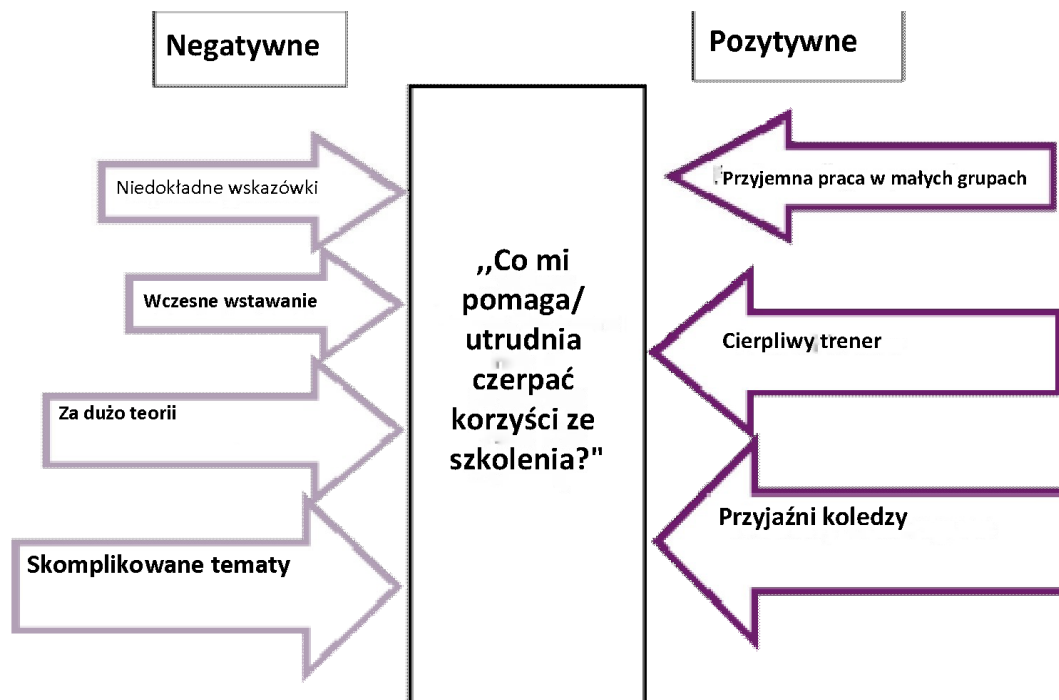 Negatywne
Pozytywne
Niedokładne wskazówki
Wczesne wstawanie
Za dużo teorii
Skomplikowane tematy
,,Co mi
pomaga/
utrudnia
czerpać
korzyści ze
szkolenia?"
Przyjemna praca w małych grupach
Cierpliwy trener
Przyjaźni koledzy